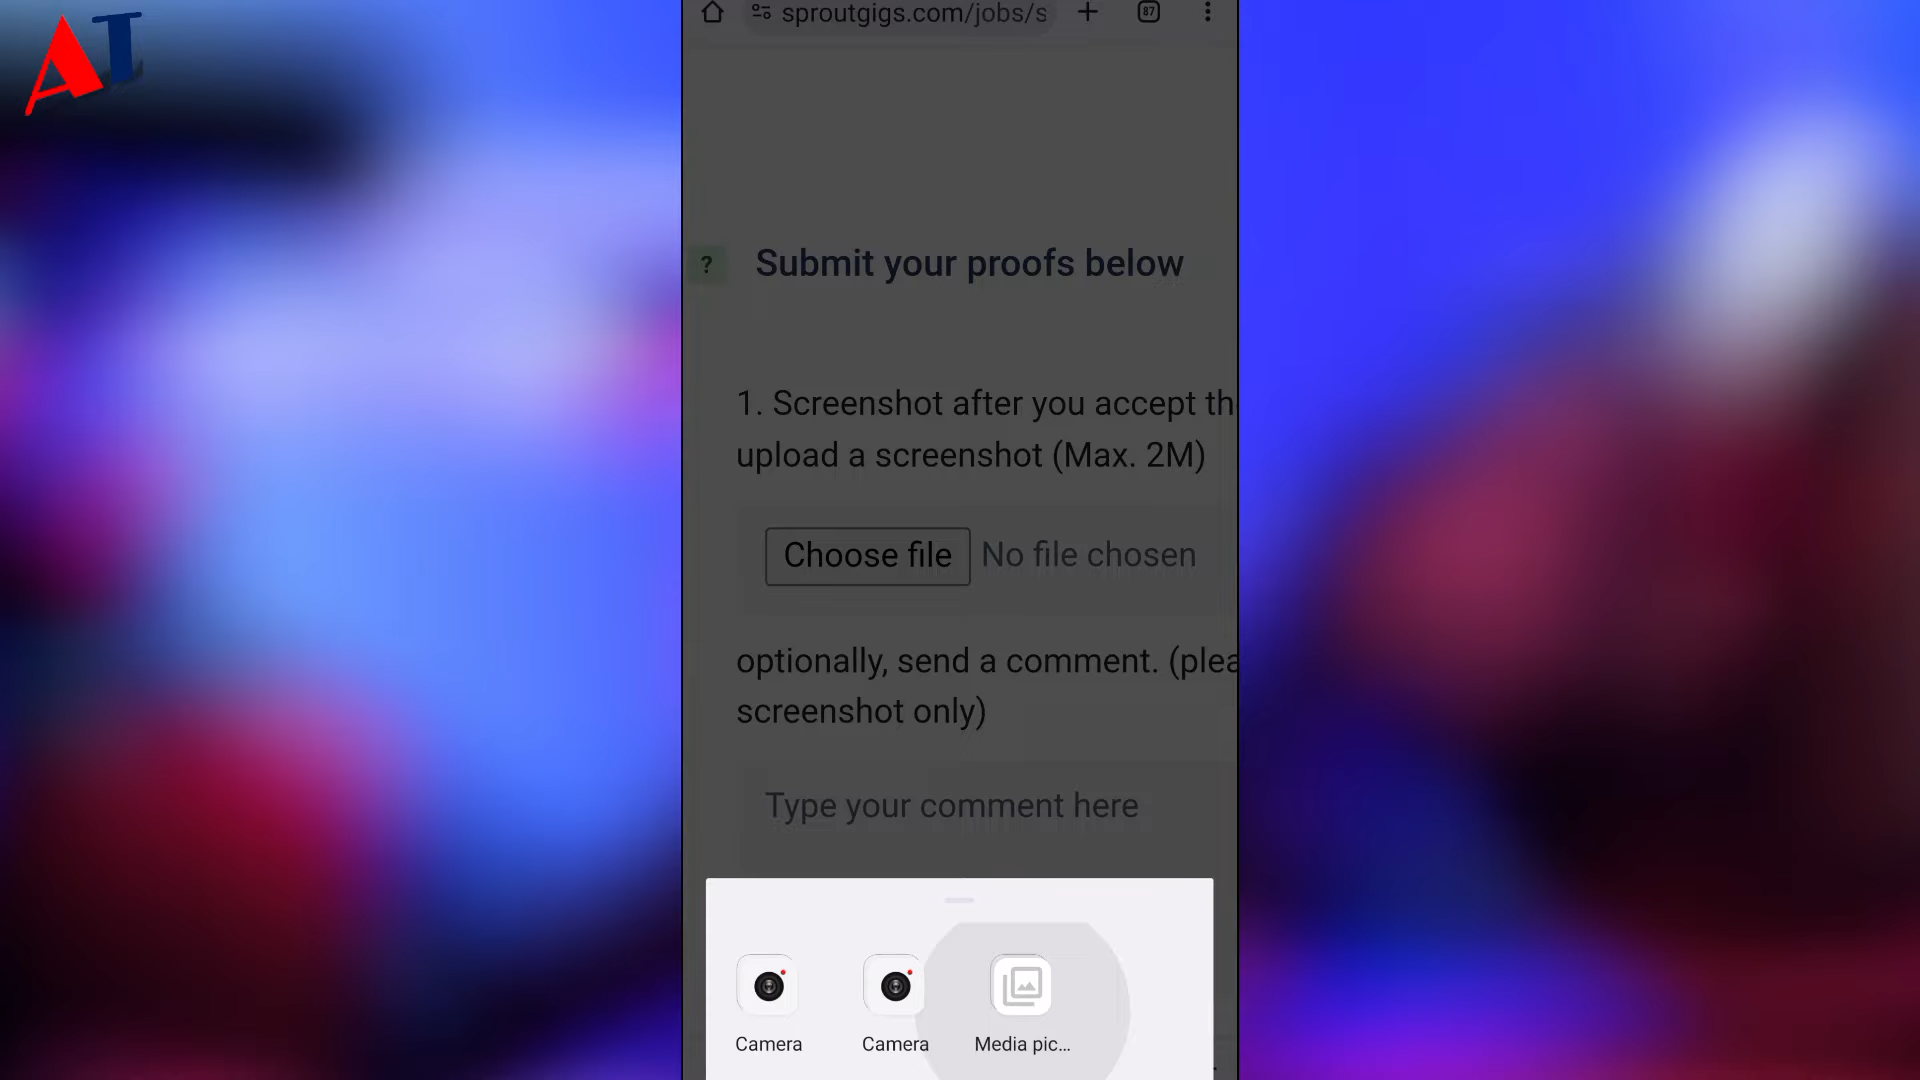 AT
sproutgigs.com/jobs/s
87
?
Submit your proofs below
1. Screenshot after you accept th
upload a screenshot (Max. 2M)
Choose file
No file chosen
optionally, send a comment. (plea
screenshot only)
Type your comment here
Camera
Camera
Media pic...